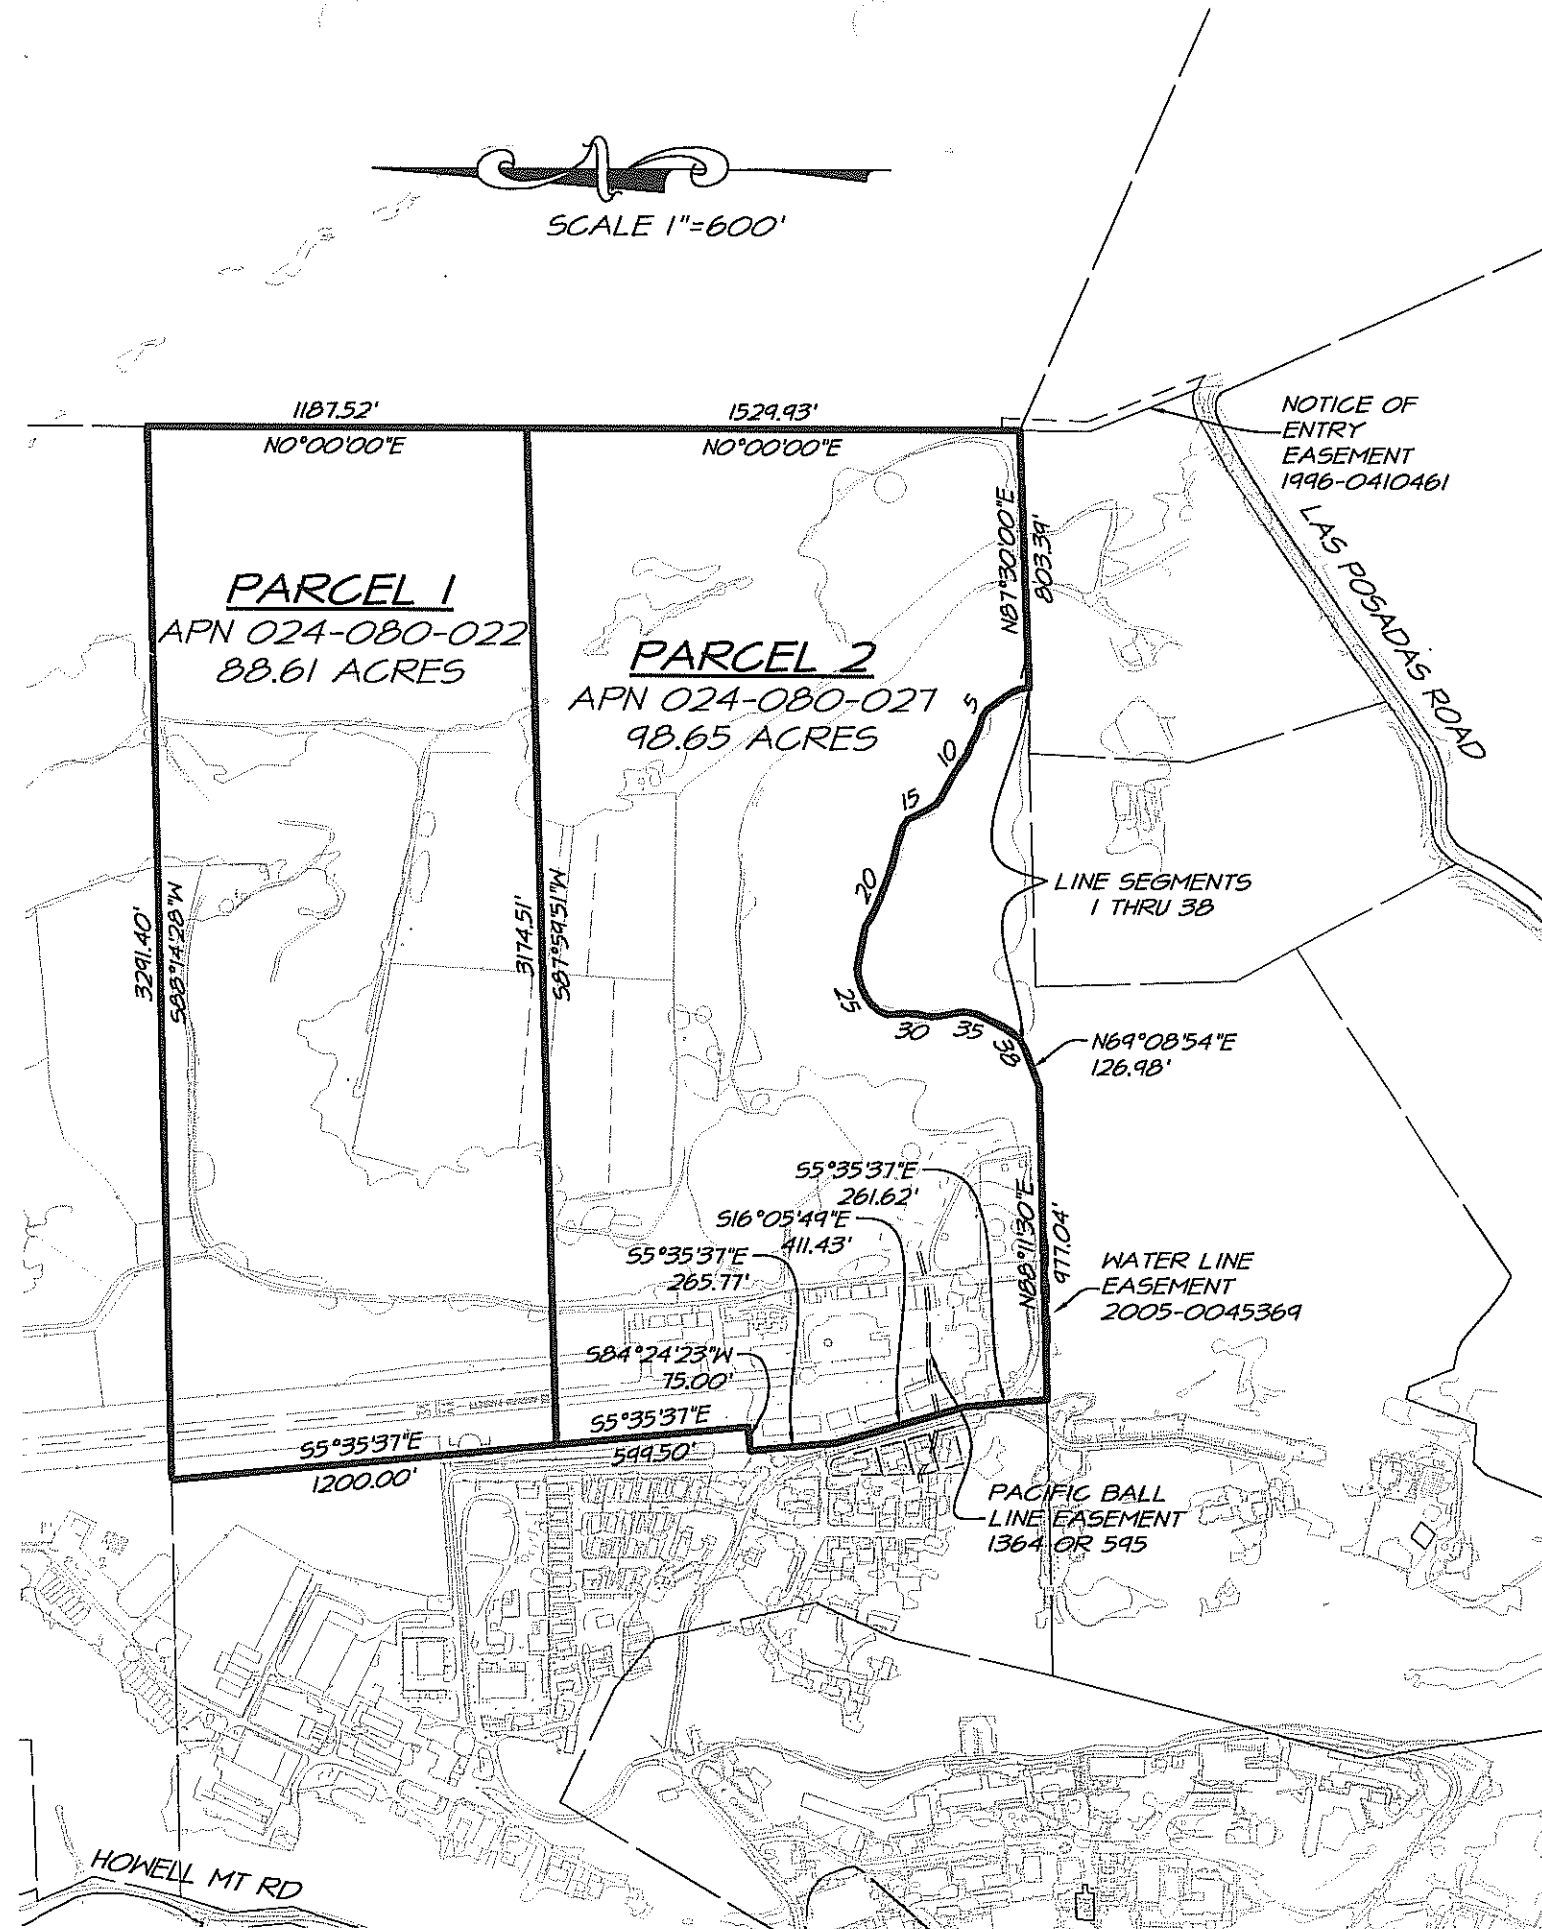 SCALE 1"=600'
1187.52'
N0°00'00"E
1529.93'
N0°00'00"E
NOTICE OF
ENTRY
EASEMENT
1996-0410461
LAS POSADAS ROAD
N87°30'00"E
803.39'
PARCEL 1
APN 024-080-022
88.61 ACRES
PARCEL 2
APN 024-080-027
98.65 ACRES
5
10
15
20
25
30
35
38
LINE SEGMENTS
1 THRU 38
3291.40'
S88°14'28"W
3174.51'
S87°59'51"W
N69°08'54"E
126.98'
S5°35'37"E
261.62'
S16°05'49"E
411.43'
S5°35'37"E
265.77'
N88°11'30"E
977.04'
WATER LINE
EASEMENT
2005-0045369
S84°24'23"W
75.00'
S5°35'37"E
599.50'
S5°35'37"E
1200.00'
PACIFIC BALL
LINE EASEMENT
1364 OR 595
HOWELL MT RD